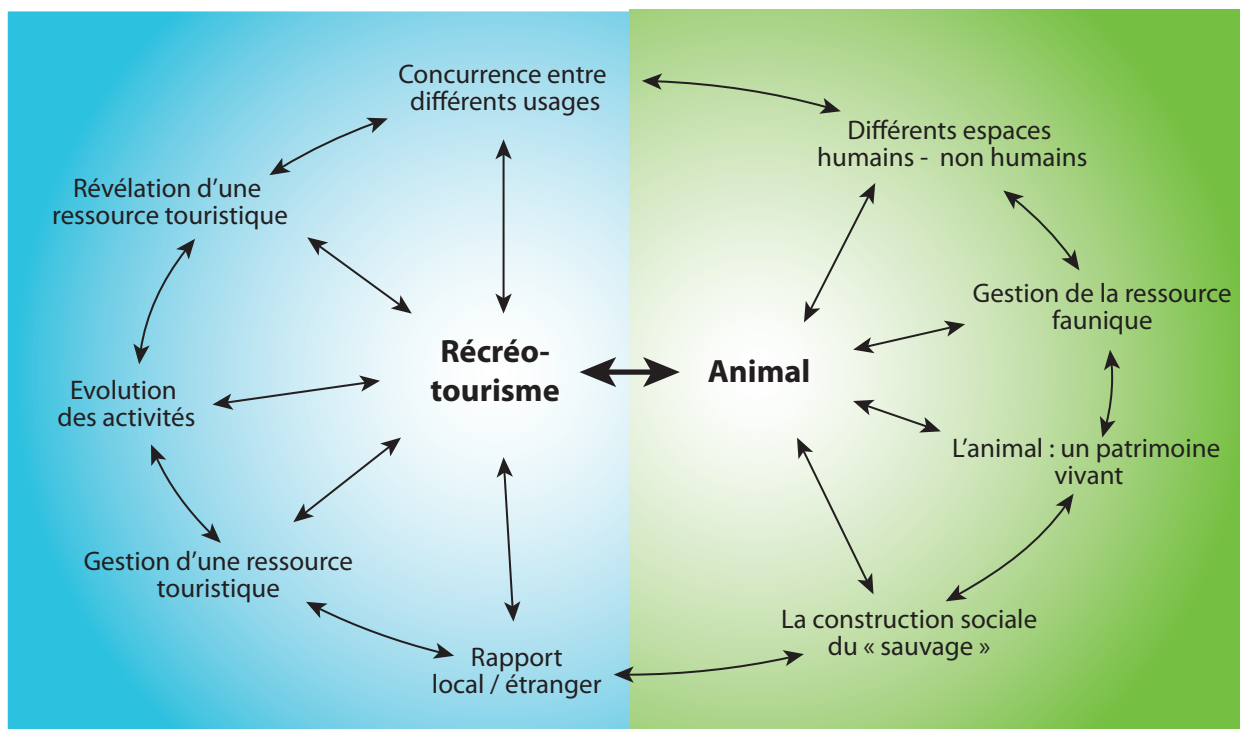 Concurrence entre
différents usages
Différents espaces
humains - non humains
Révélation d’une
ressource touristique
Gestion de la ressource
faunique
Récréo-
tourisme
Animal
Evolution
des activités
L’animal : un patrimoine
vivant
Gestion d’une ressource
touristique
La construction sociale
du « sauvage »
Rapport
local / étranger